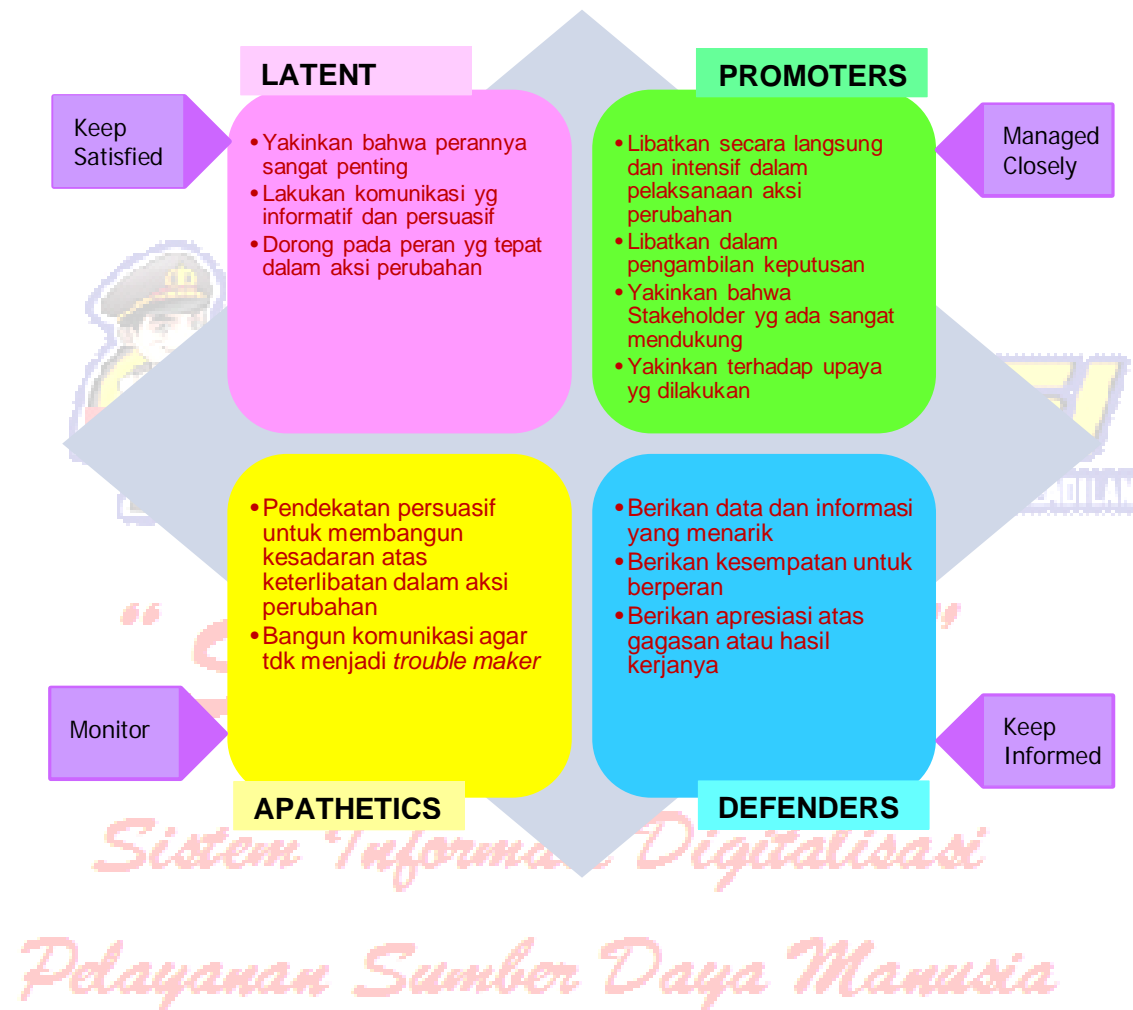 LATENT
Keep
Satisfied
•Yakinkan bahwa perannya
sangat penting
•Lakukan komunikasi yg
informatif dan persuasif
•Dorong pada peran yg tepat
dalam aksi perubahan
PROMOTERS
Managed
Closely
•Libatkan secara langsung
dan intensif dalam
pelaksanaan aksi
perubahan
•Libatkan dalam
pengambilan keputusan
•Yakinkan bahwa
Stakeholder yg ada sangat
mendukung
•Yakinkan terhadap upaya
yg dilakukan
•Pendekatan persuasif
untuk membangun
kesadaran atas
keterlibatan dalam aksi
perubahan
•Bangun komunikasi agar
tdk menjadi trouble maker
Monitor
APATHETICS
•Berikan data dan informasi
yang menarik
•Berikan kesempatan untuk
berperan
•Berikan apresiasi atas
gagasan atau hasil
kerjanya
Keep
Informed
DEFENDERS
Sistem Digitalisasi
Pelayanan Sumber Daya Manusia